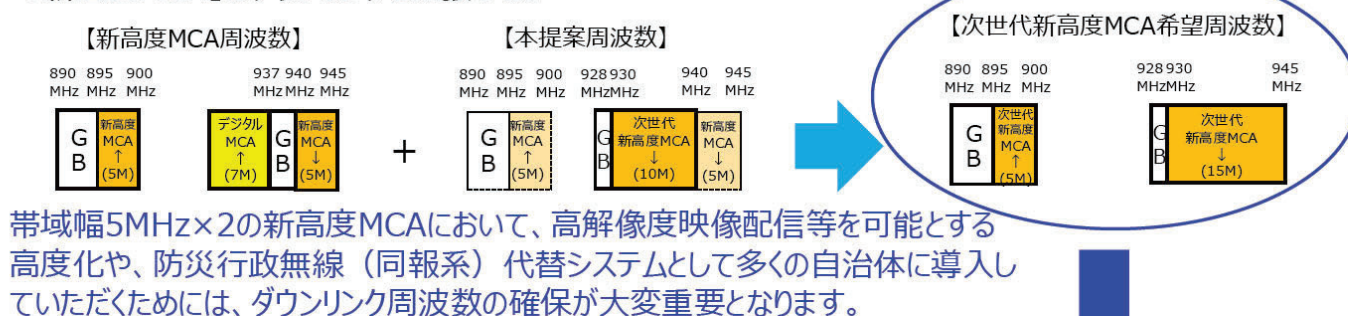 【新高度MCA周波数】
【本提案周波数】
【次世代新高度MCA希望周波数】
890 895 900
MHz MHz MHz
937 940 945
MHz MHz MHz
890 895 900
MHz MHz MHz
928 930
MHzMHz
940 945
MHz MHz
890 895 900
MHz MHz MHz
928 930
MHzMHz
945
MHz
G
B
新高度
MCA
↑
(5M)
デジタル
MCA
↑
(7M)
G
B
新高度
MCA
↓
(5M)
+
G
B
新高度
MCA
↑
(5M)
G
B
次世代
新高度MCA
↓
(10M)
新高度
MCA
↓
(5M)
G
B
次世代
新高度
MCA
↑
(5M)
G
B
次世代
新高度MCA
↓
(15M)
帯域幅5MHz×2の新高度MCAにおいて、高解像度映像配信等を可能とする
高度化や、防災行政無線（同報系）代替システムとして多くの自治体に導入し
ていただくためには、ダウンリンク周波数の確保が大変重要となります。